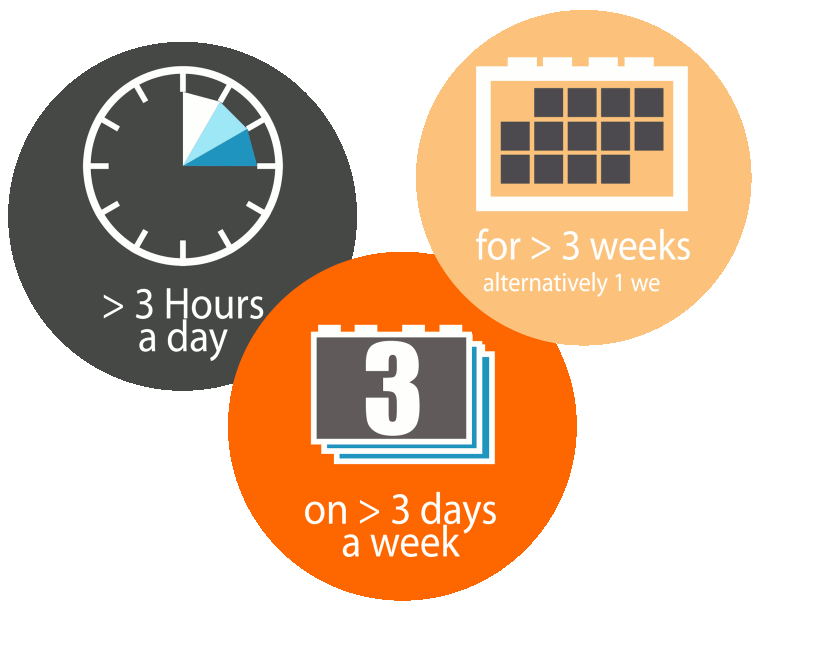 > 3 Hours
a day
for > 3 weeks
alternatively 1 we
3
on > 3 days
a week